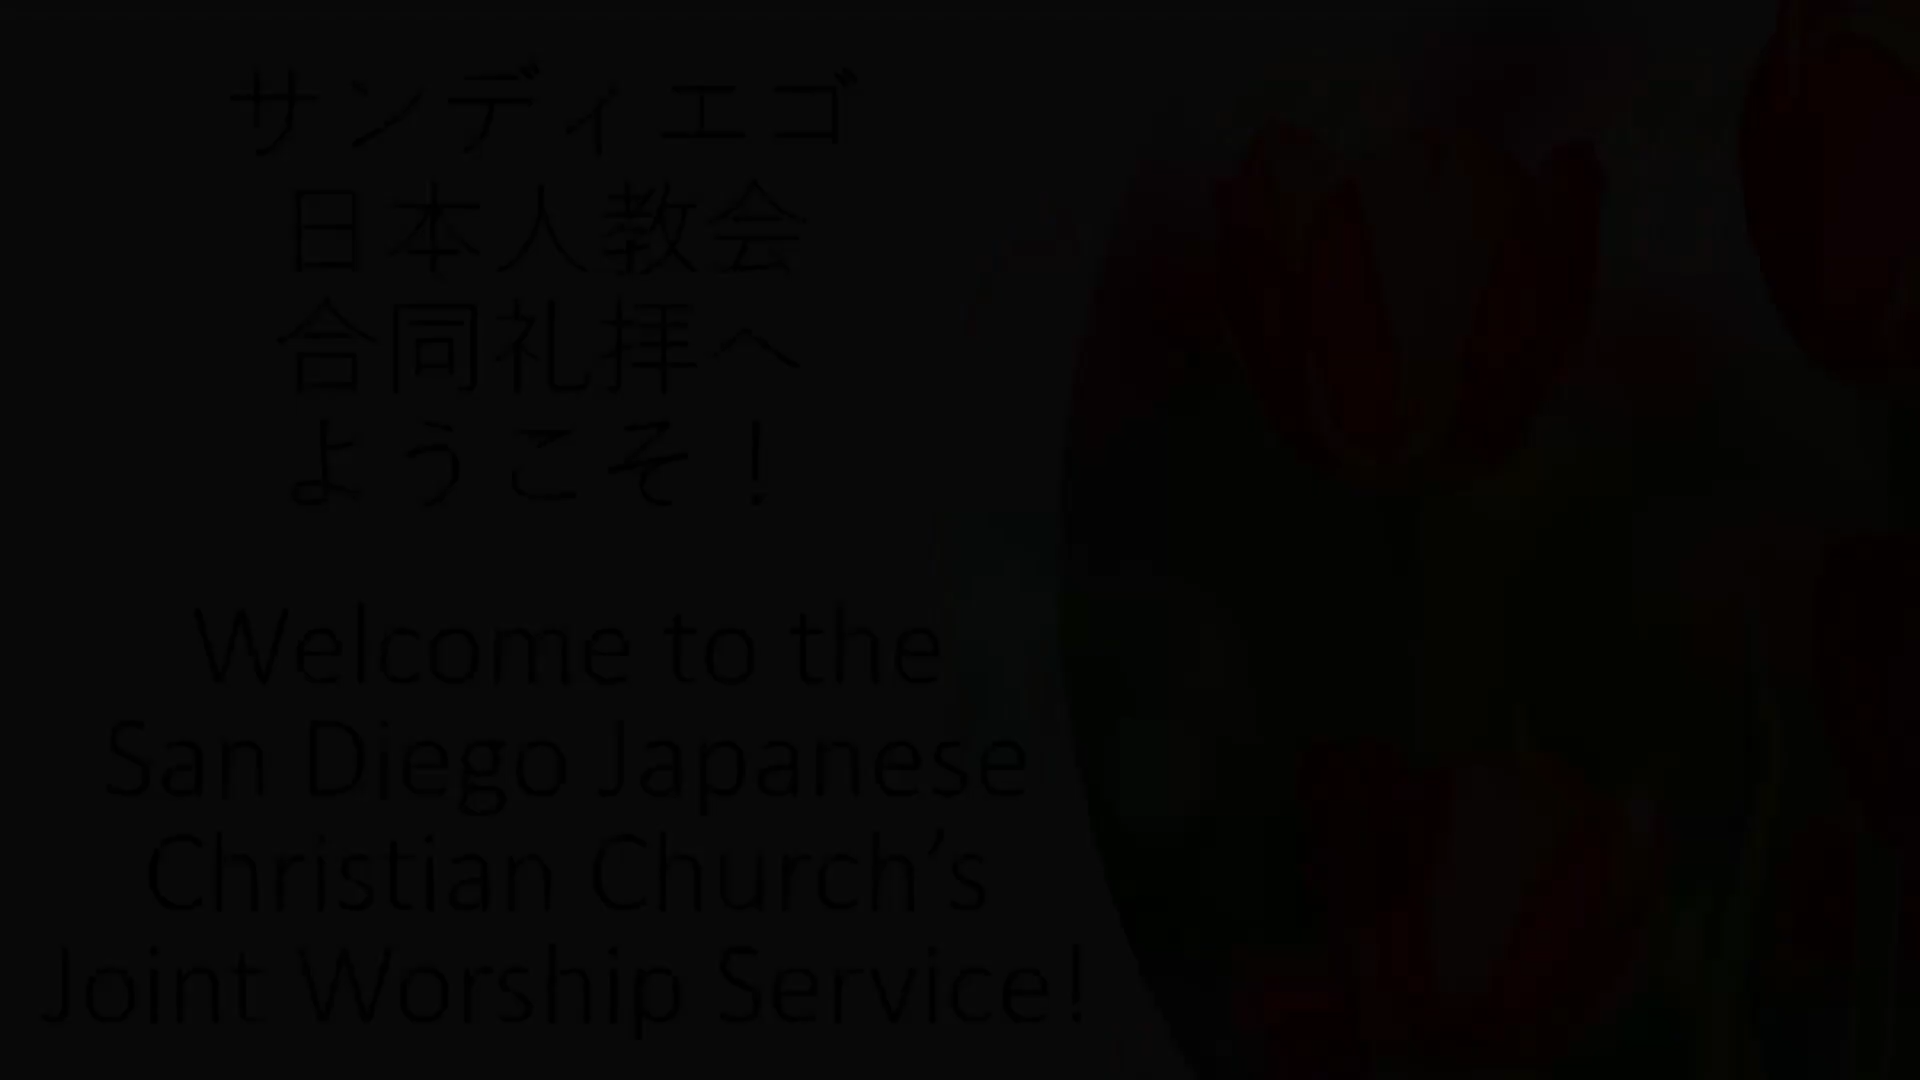 サンディエゴ
日本人教会
合同礼拝へ
ようこそ！
Welcome to the
San Diego Japanese
Christian Church’s
Joint Worship Service!